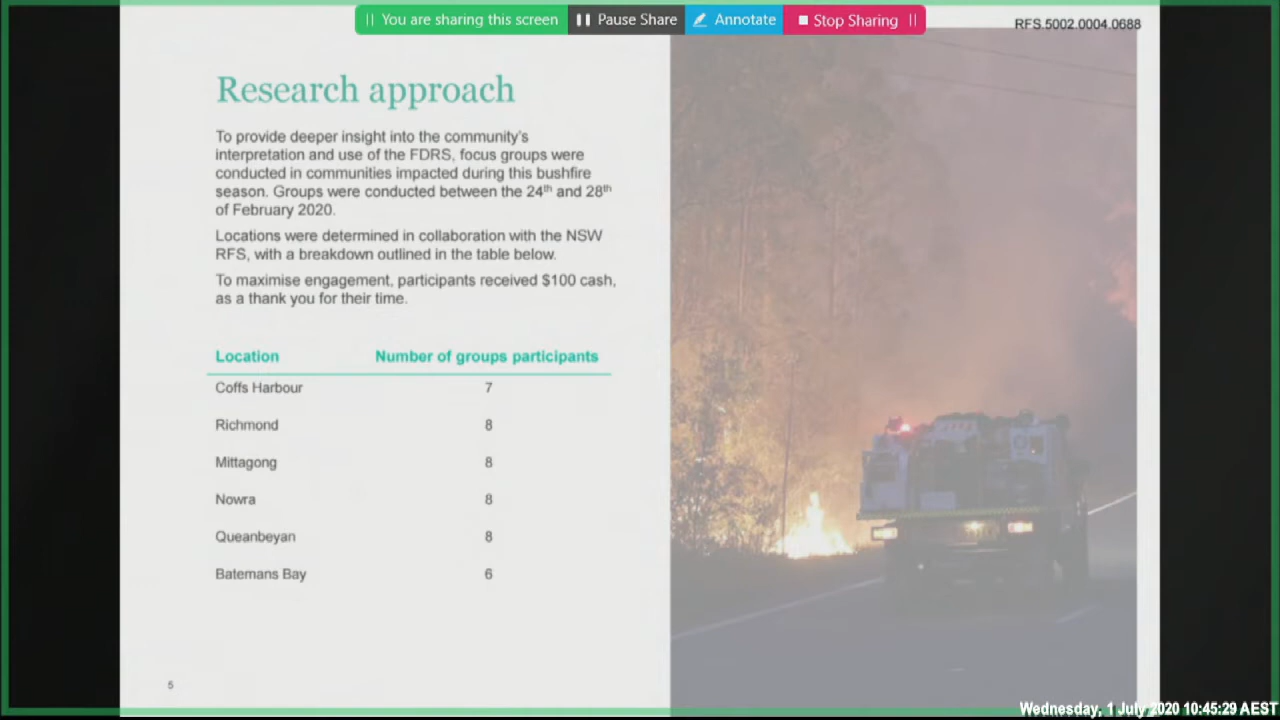 You are sharing this screen
Pause Share
Annotate
Stop Sharing
RFS.5002.0004.0688
Research approach
To provide deeper insight into the community's
interpretation and use of the FDRS, focus groups were
conducted in communities impacted during this bushfire
season. Groups were conducted between the 24th and 28th
of February 2020.
Locations were determined in collaboration with the NSW
RFS, with a breakdown outlined in the table below.
To maximise engagement, participants received $100 cash,
as a thank you for their time.
Location Number of groups participants
Coffs Harbour 7
Richmond 8
Mittagong 8
Nowra 8
Queanbeyan 8
Batemans Bay 6
5
Wednesday, 1 July 2020 10:45:29 AEST